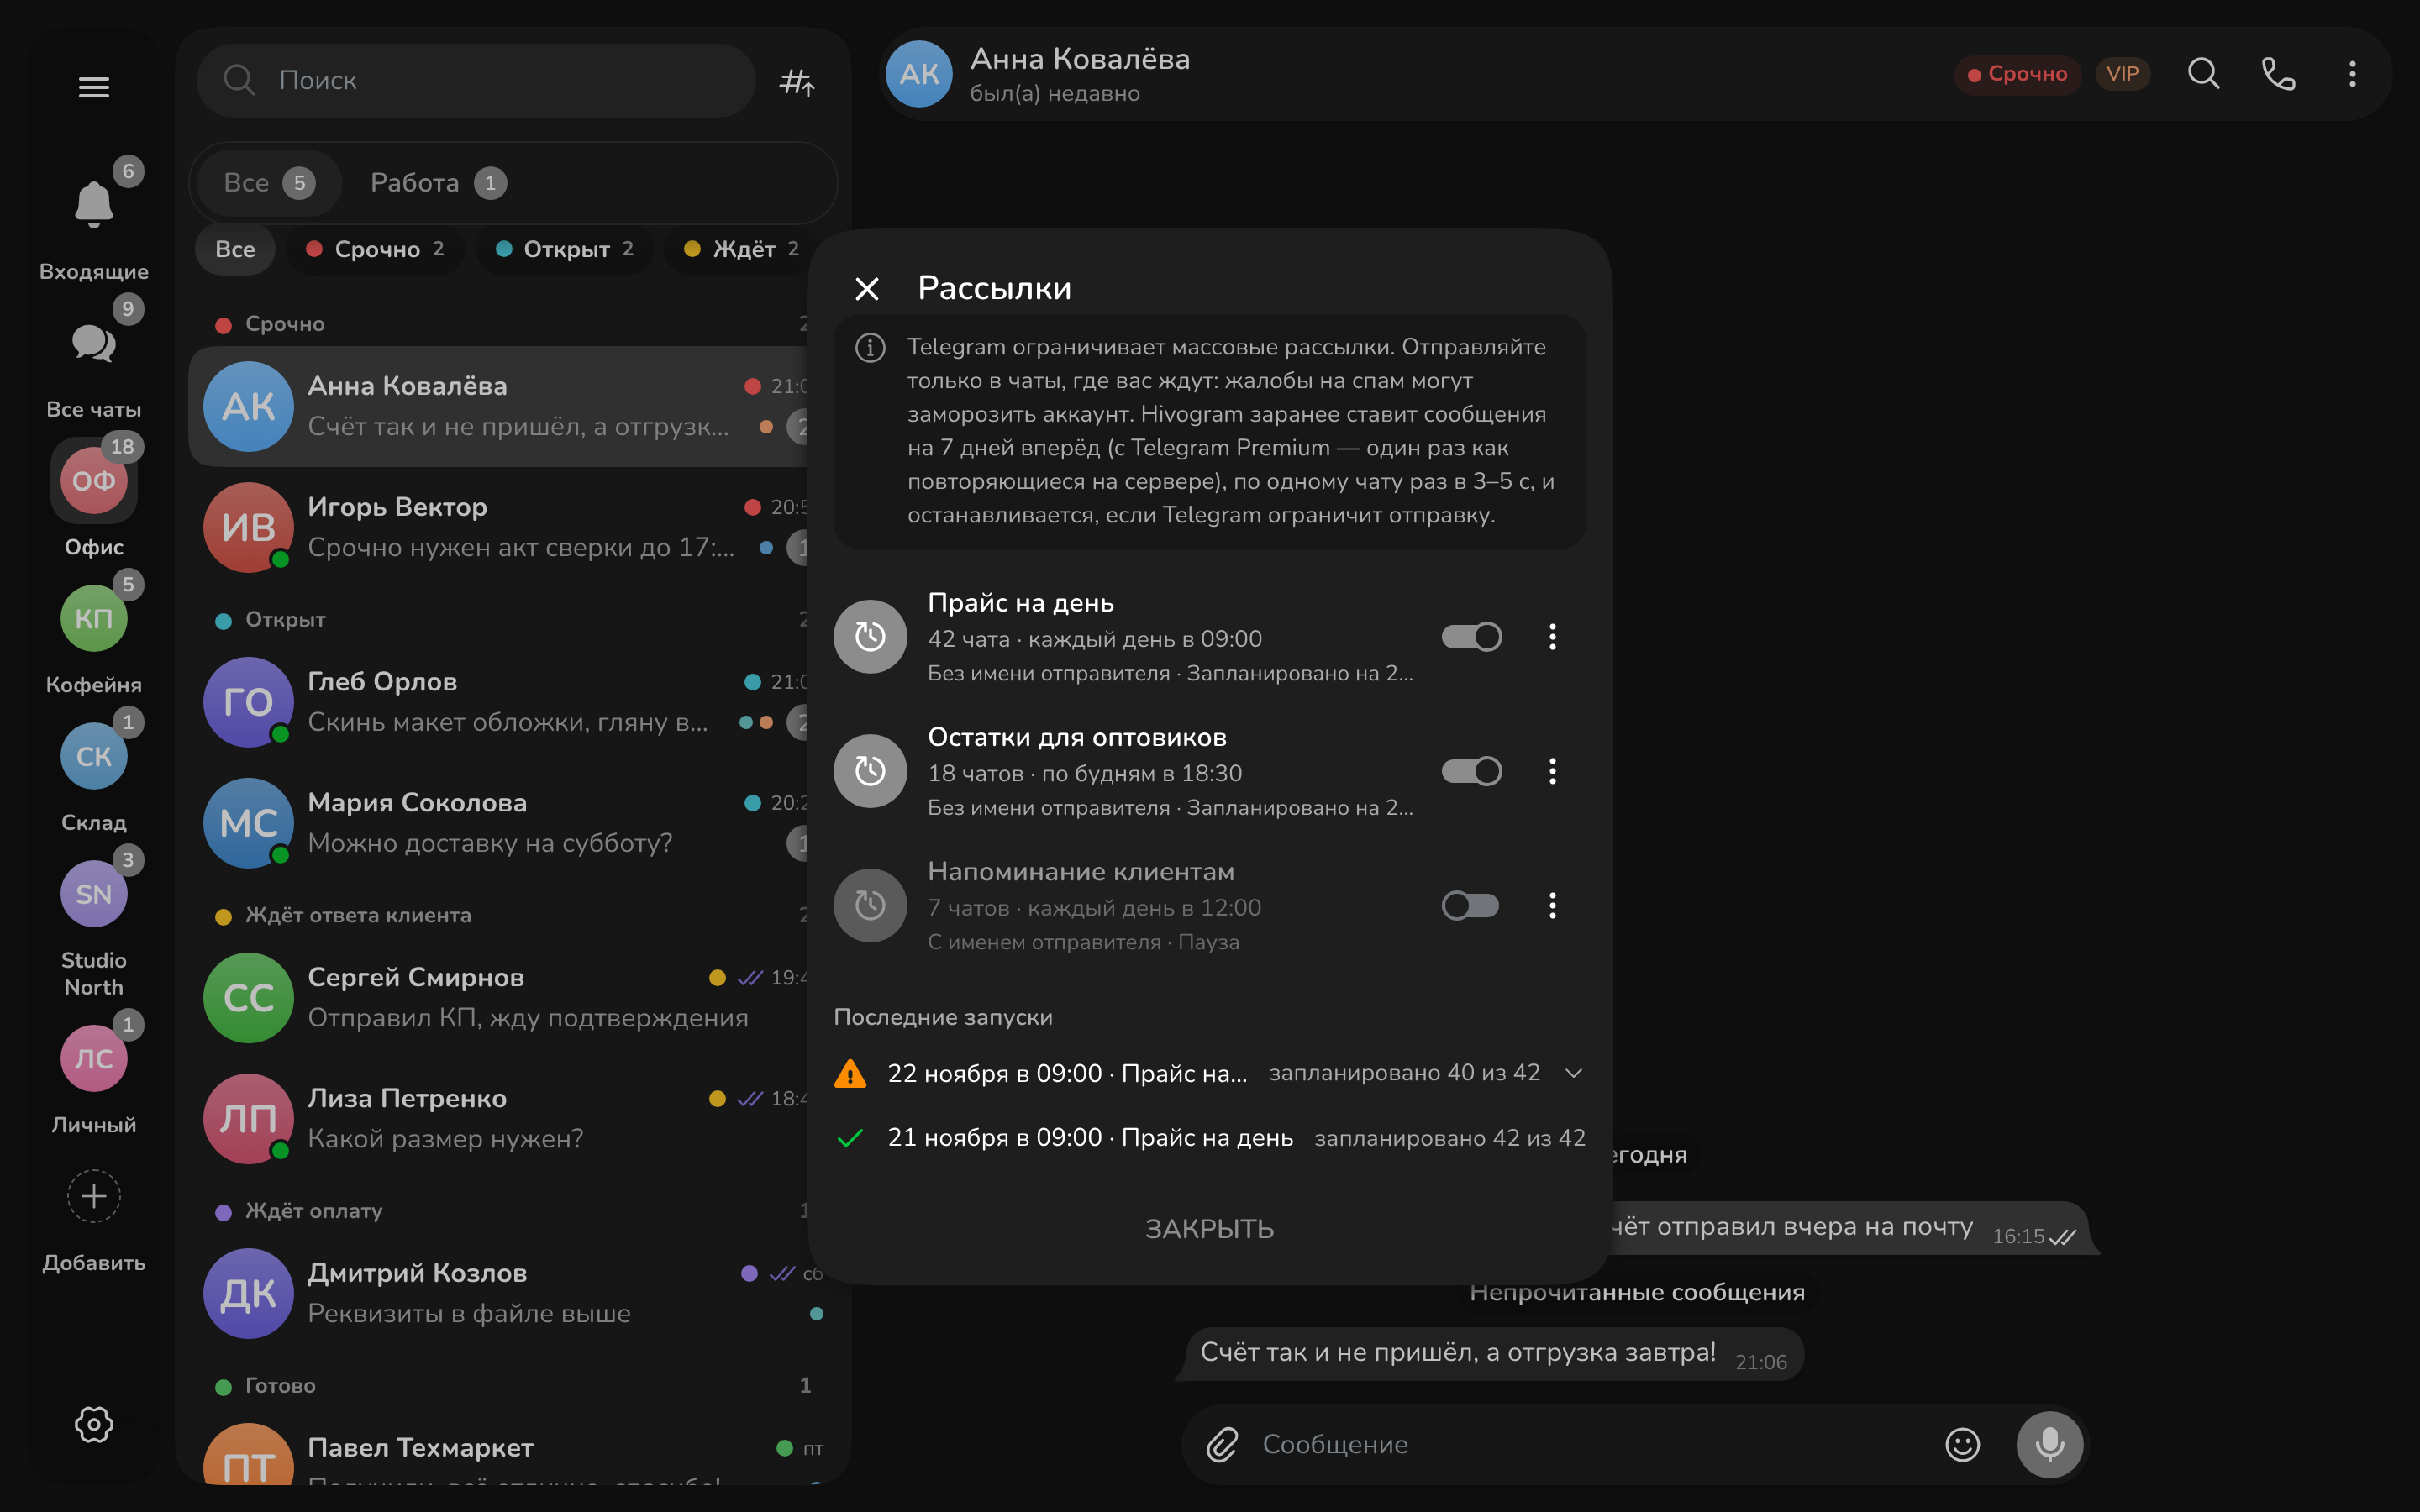 6
Входящие
9
Все чаты
18
ОФ
Офис
5
КП
Кофейня
1
СК
Склад
3
SN
Studio
North
1
ЛС
Личный
Добавить
Поиск
Все 5 Работа 1
Все Срочно 2 Открыт 2 Ждёт 2
Срочно
АК Анна Ковалёва
Счёт так и не пришёл, а отгрузк...
ИВ Игорь Вектор
Срочно нужен акт сверки до 17:...
Открыт
ГО Глеб Орлов
Скинь макет обложки, гляну в...
МС Мария Соколова
Можно доставку на субботу?
Ждёт ответа клиента
СС Сергей Смирнов
Отправил КП, жду подтверждения
ЛП Лиза Петренко
Какой размер нужен?
Ждёт оплату
ДК Дмитрий Козлов сб
Реквизиты в файле выше
Готово 1
ПТ Павел Техмаркет пт
АК Анна Ковалёва
был(а) недавно
Срочно VIP
Рассылки
Telegram ограничивает массовые рассылки. Отправляйте
только в чаты, где вас ждут: жалобы на спам могут
заморозить аккаунт. Hivogram заранее ставит сообщения
на 7 дней вперёд (с Telegram Premium — один раз как
повторяющиеся на сервере), по одному чату раз в 3–5 с, и
останавливается, если Telegram ограничит отправку.
Прайс на день
42 чата · каждый день в 09:00
Без имени отправителя · Запланировано на 2...
Остатки для оптовиков
18 чатов · по будням в 18:30
Без имени отправителя · Запланировано на 2...
Напоминание клиентам
7 чатов · каждый день в 12:00
С именем отправителя · Пауза
Последние запуски
22 ноября в 09:00 · Прайс на... запланировано 40 из 42
21 ноября в 09:00 · Прайс на день запланировано 42 из 42
ЗАКРЫТЬ
отправил вчера на почту 16:15
Непрочитанные сообщения
Счёт так и не пришёл, а отгрузка завтра! 21:06
Сообщение